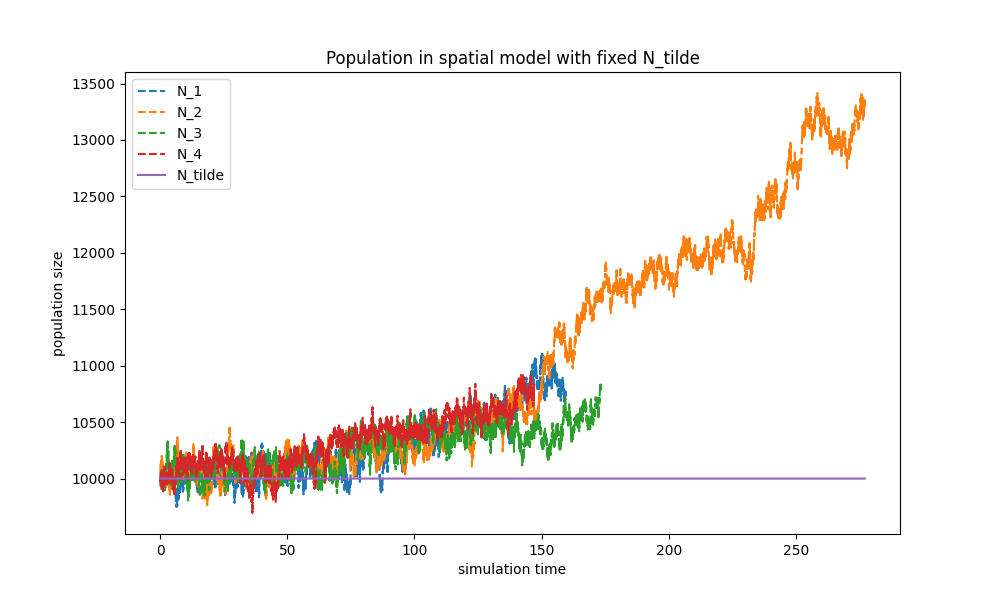 Population in spatial model with fixed N_tilde
13500
13000
12500
12000
11500
11000
10500
10000
population size
N_1
N_2
N_3
N_4
N_tilde
0 50 100 150 200 250
simulation time